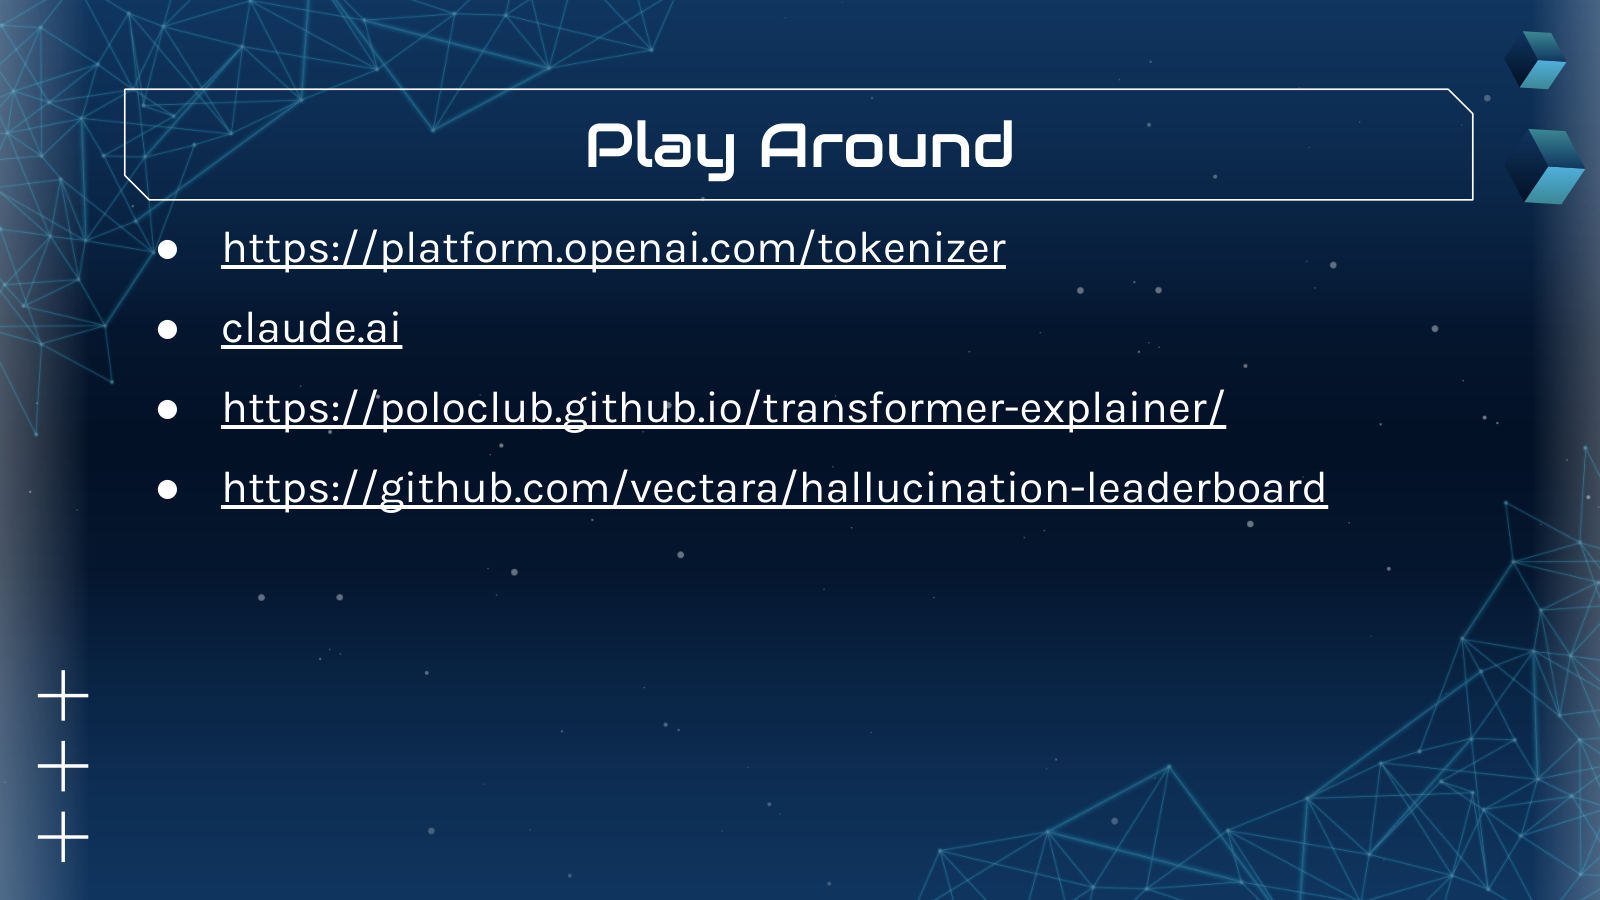 Play Around
● https://platform.openai.com/tokenizer
● claude.ai
● https://poloclub.github.io/transformer-explainer/
● https://github.com/vectara/hallucination-leaderboard